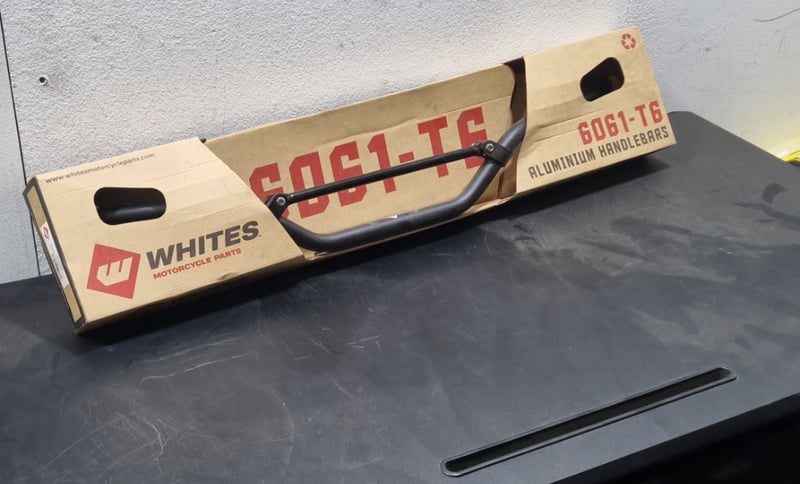 www.whitesmotorcycleparts.com
WHITES
MOTORCYCLE PARTS
6061-T6
6061-T6
ALUMINIUM HANDLEBARS